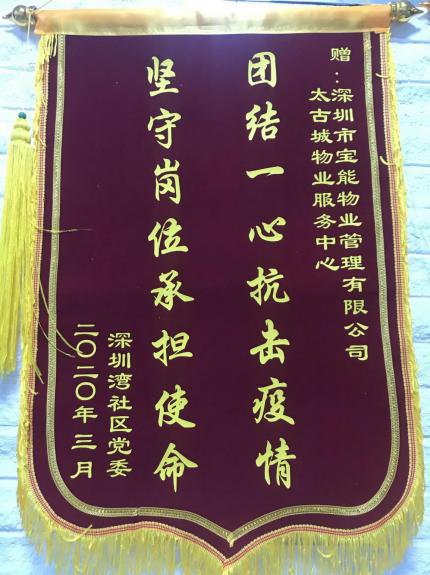 赠:深圳市宝能物业管理有限公司
太古城物业服务中心
团结一心抗击疫情
坚守岗位承担使命
深圳湾社区党委
二〇二〇年三月